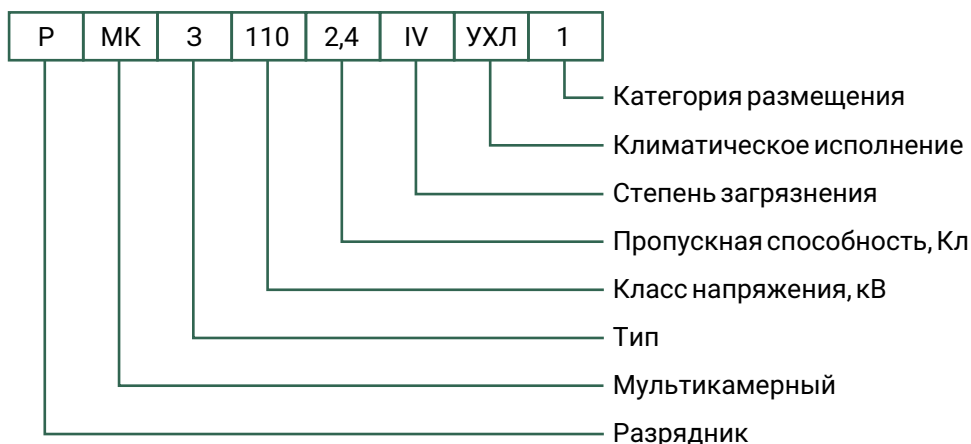 Р МК З 110 2,4 IV УХЛ 1
Категория размещения
Климатическое исполнение
Степень загрязнения
Пропускная способность, Кл
Класс напряжения, кВ
Тип
Мультикамерный
Разрядник